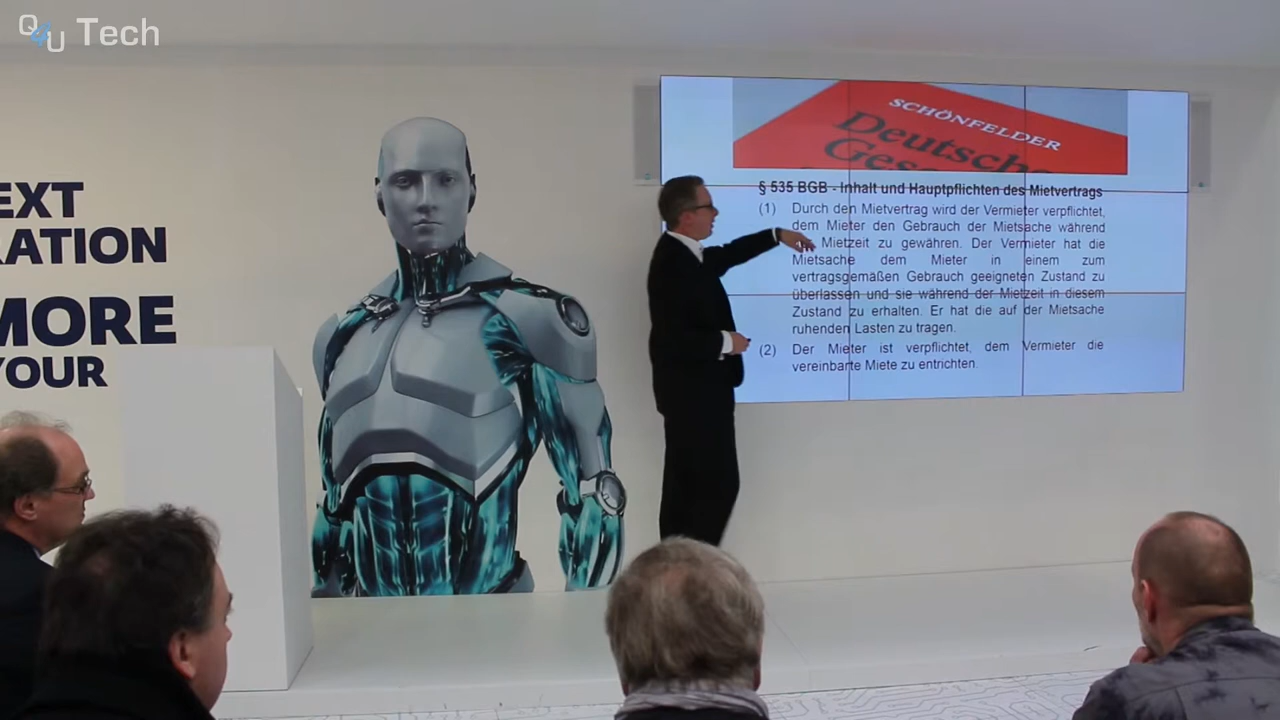 Q4U Tech
EXT
RATION
MORE
YOUR
SCHÖNFELDER
Deutsche
§ 535 BGB - Inhalt und Hauptpflichten des Mietvertrags
(1) Durch den Mietvertrag wird der Vermieter verpflichtet,
dem Mieter den Gebrauch der Mietsache während
Mietzeit zu gewähren. Der Vermieter hat die
Mietsache dem Mieter in einem zum
vertragsgemäßen Gebrauch geeigneten Zustand zu
überlassen und sie während der Mietzeit in diesem
Zustand zu erhalten. Er hat die auf der Mietsache
ruhenden Lasten zu tragen.
(2) Der Mieter ist verpflichtet, dem Vermieter die
vereinbarte Miete zu entrichten.